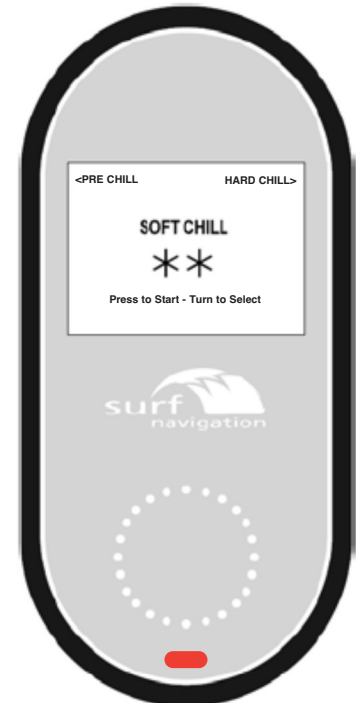 <PRE CHILL HARD CHILL>
SOFT CHILL
**
Press to Start - Turn to Select
surf
navigation